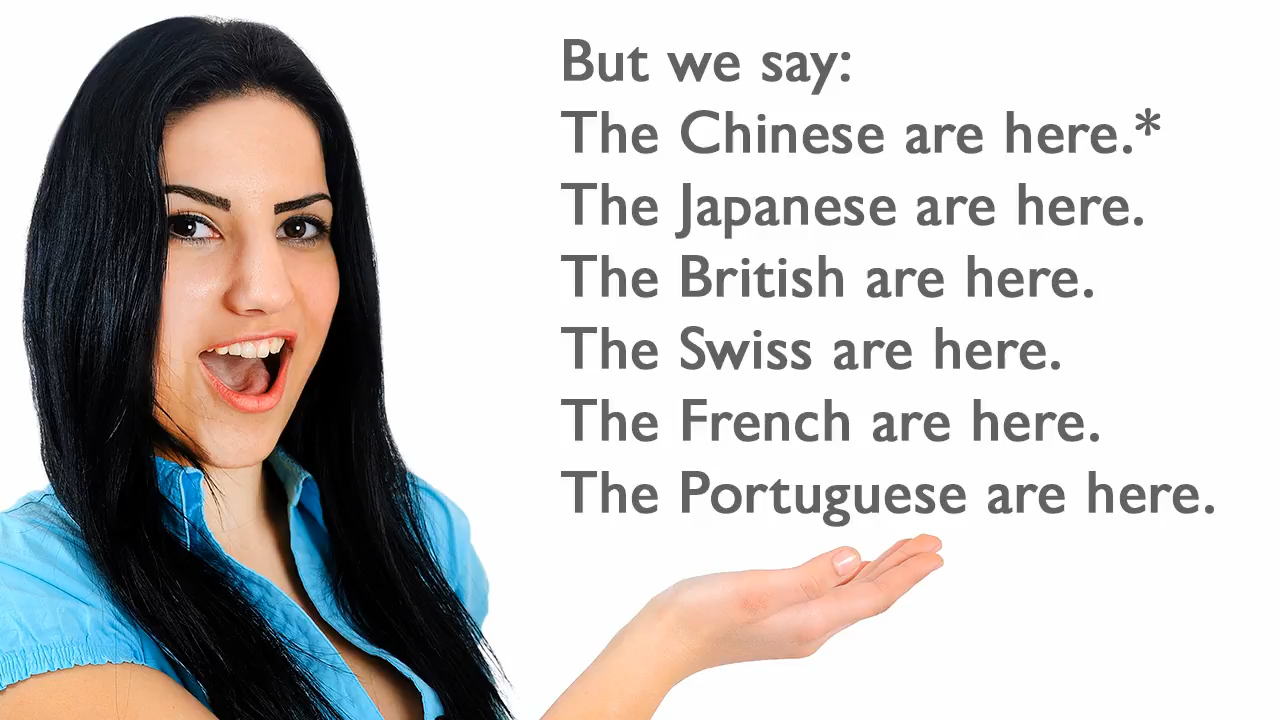 But we say:
The Chinese are here.*
The Japanese are here.
The British are here.
The Swiss are here.
The French are here.
The Portuguese are here.